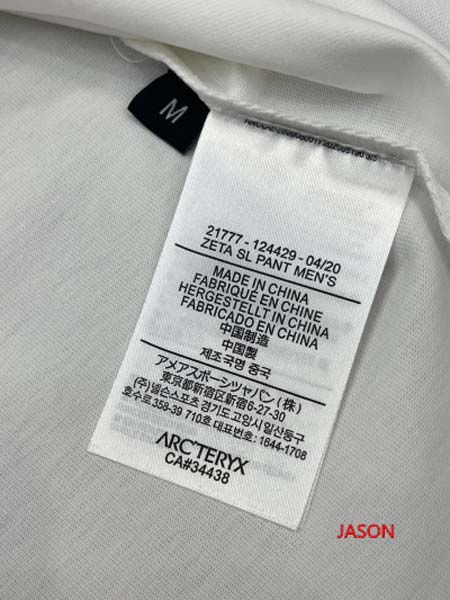 M
21777 - 124429 - 04/20
ZETA SL PANT MEN'S
MADE IN CHINA
FABRIQUÉ EN CHINE
HERGESTELLT IN CHINA
FABRICADO EN CHINA
中国制造
中国製
제조국명 중국
アメアスポーツジャパン (株)
東京都新宿区新宿6-27-30
(주)넬슨스포츠 경기도고양시일산동구
호수로 358-39 710호 대표번호: 1644-1708
ARC'TERYX
CA#34438
JASON